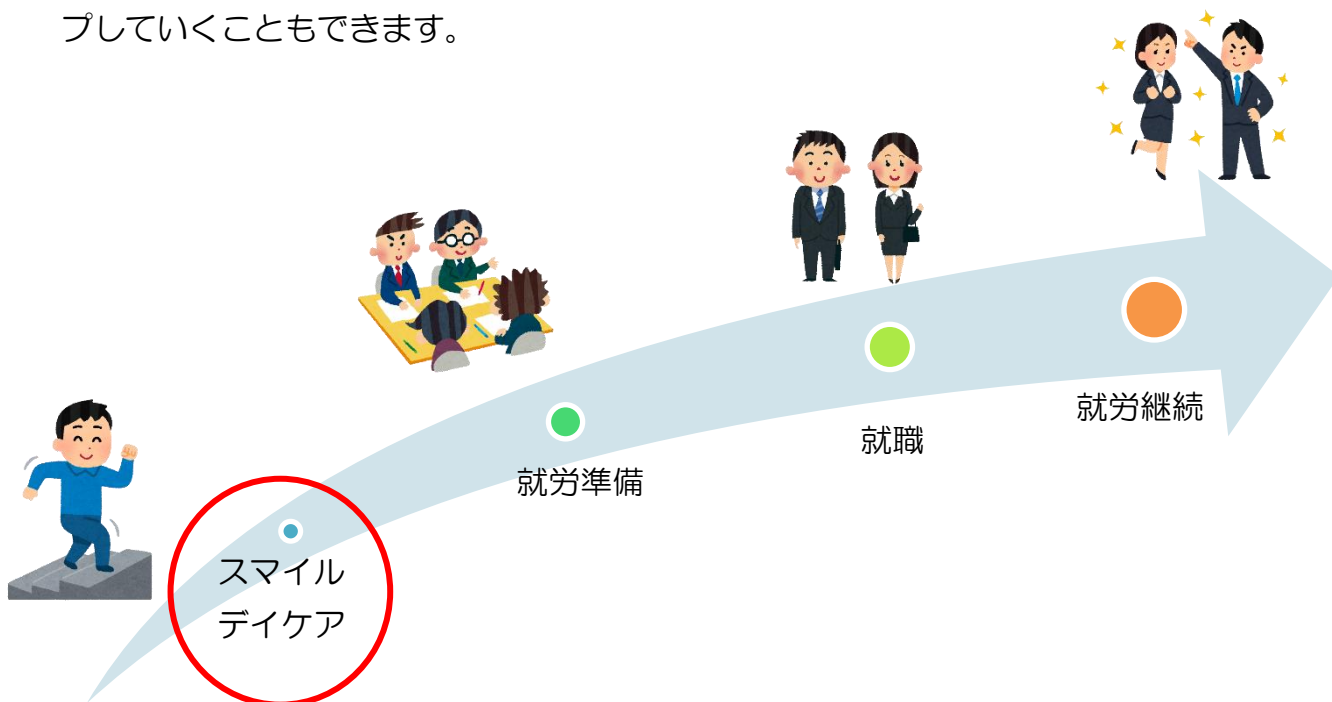 プしていくこともできます。
就労継続
就職
就労準備
スマイル
デイケア